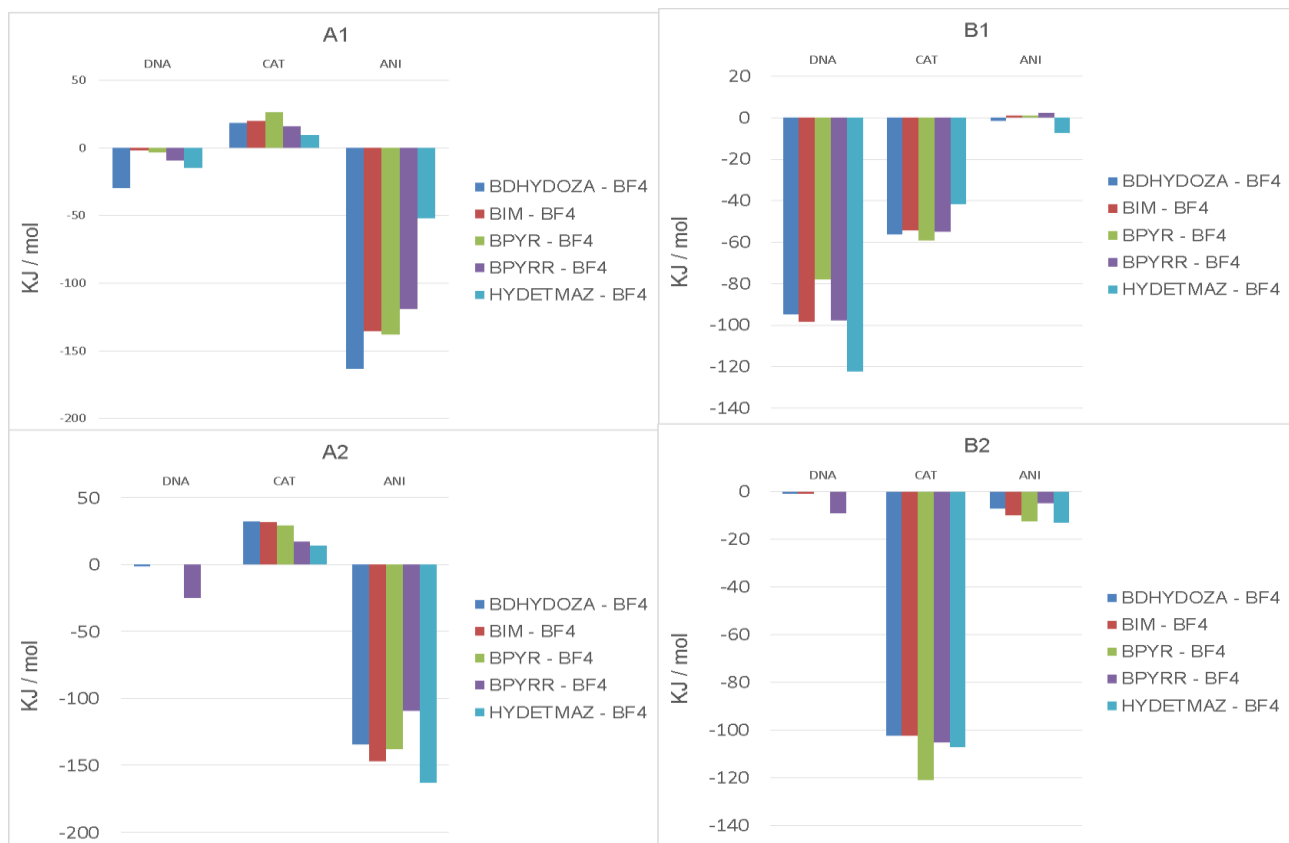 A1
DNA CAT ANI
50
0
-50
-100
-150
-200
KJ / mol
BDHYDOZA - BF4
BIM - BF4
BPYR - BF4
BPYRR - BF4
HYDETMAZ - BF4
B1
DNA CAT ANI
20
0
-20
-40
-60
-80
-100
-120
-140
KJ / mol
BDHYDOZA - BF4
BIM - BF4
BPYR - BF4
BPYRR - BF4
HYDETMAZ - BF4
A2
DNA CAT ANI
50
0
-50
-100
-150
-200
KJ / mol
BDHYDOZA - BF4
BIM - BF4
BPYR - BF4
BPYRR - BF4
HYDETMAZ - BF4
B2
DNA CAT ANI
0
-20
-40
-60
-80
-100
-120
-140
KJ / mol
BDHYDOZA - BF4
BIM - BF4
BPYR - BF4
BPYRR - BF4
HYDETMAZ - BF4